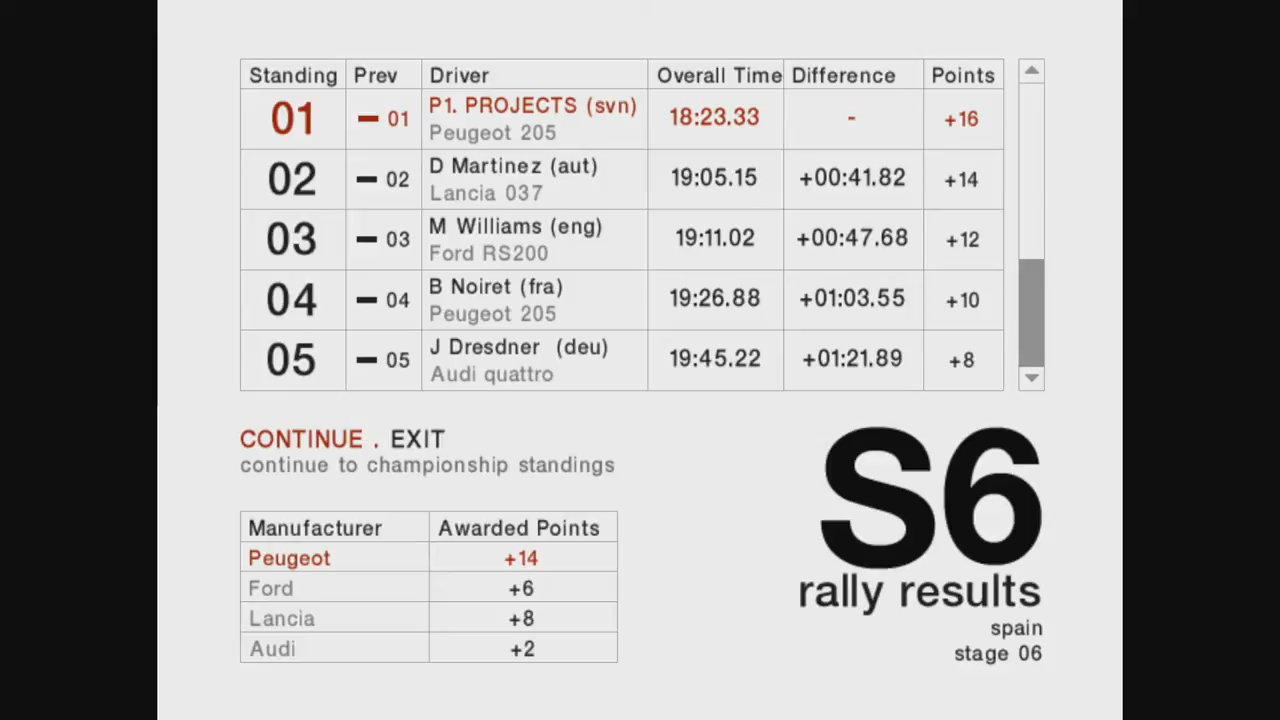 Standing Prev Driver Overall Time Difference Points
01 – 01 P1. PROJECTS (svn) 18:23.33 - +16
Peugeot 205
02 – 02 D Martinez (aut) 19:05.15 +00:41.82 +14
Lancia 037
03 – 03 M Williams (eng) 19:11.02 +00:47.68 +12
Ford RS200
04 – 04 B Noiret (fra) 19:26.88 +01:03.55 +10
Peugeot 205
05 – 05 J Dresdner (deu) 19:45.22 +01:21.89 +8
Audi quattro
CONTINUE . EXIT
continue to championship standings
Manufacturer Awarded Points
Peugeot +14
Ford +6
Lancia +8
Audi +2
S6
rally results
spain
stage 06